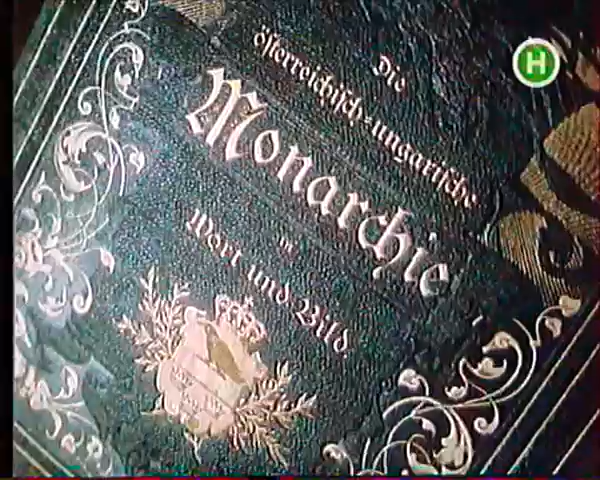 Die
österreichisch-ungarische
Monarchie
in
Wort und Bild
H